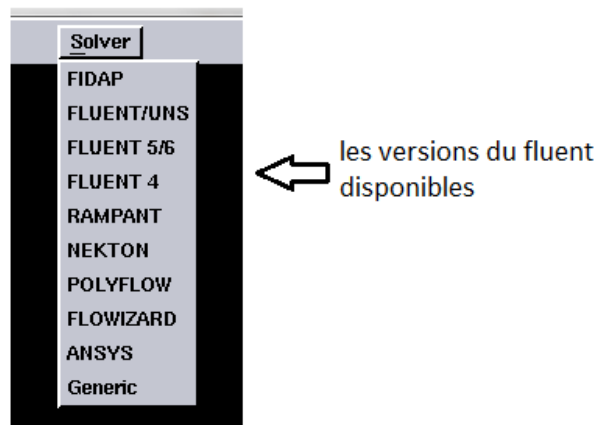 Solver
FIDAP
FLUENT/UNS
FLUENT 5/6
FLUENT 4
RAMPANT
NEKTON
POLYFLOW
FLOWIZARD
ANSYS
Generic
les versions du fluent
disponibles